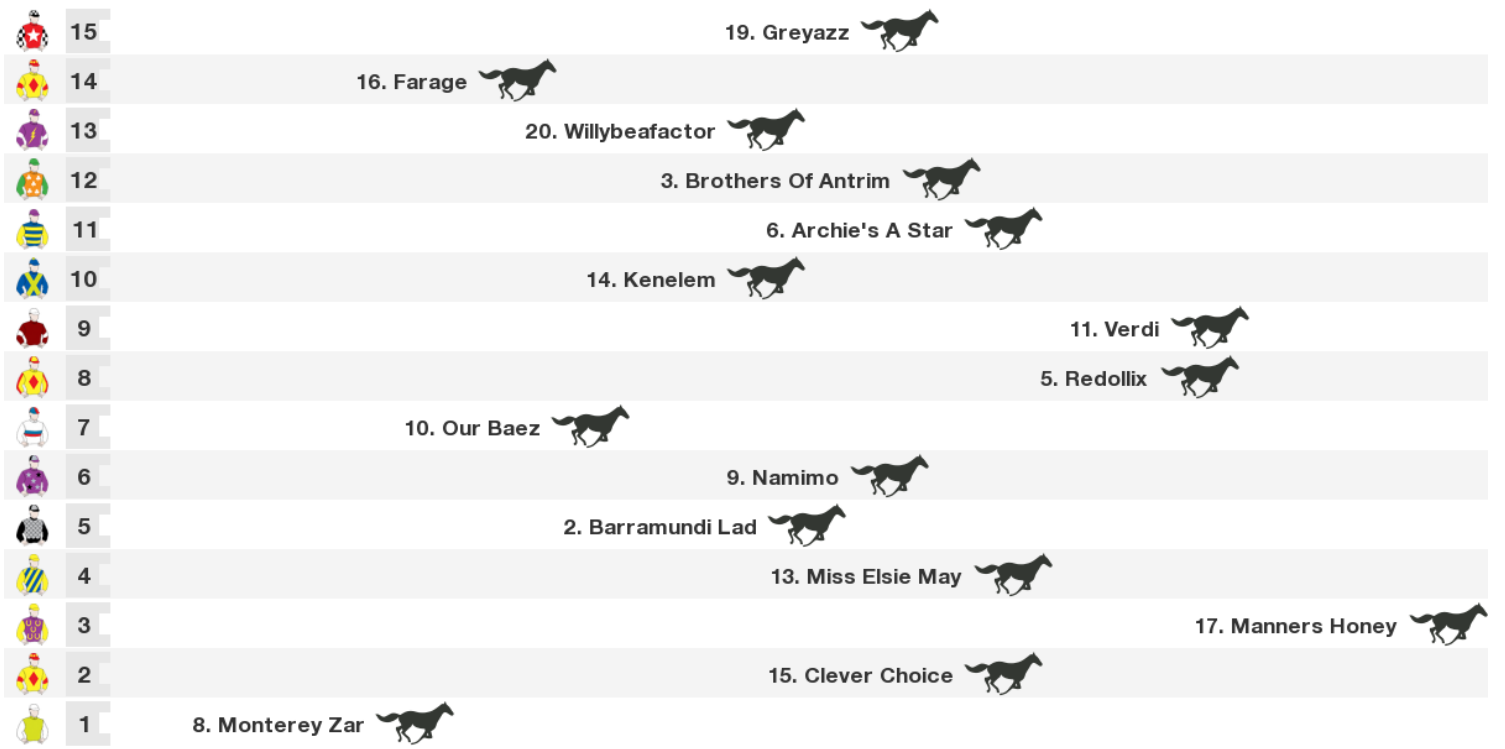 15 19. Greyazz
14 16. Farage
13 20. Willybeafactor
12 3. Brothers Of Antrim
11 6. Archie's A Star
10 14. Kenelem
9 11. Verdi
8 5. Redollix
7 10. Our Baez
6 9. Namimo
5 2. Barramundi Lad
4 13. Miss Elsie May
3 17. Manners Honey
2 15. Clever Choice
1 8. Monterey Zar